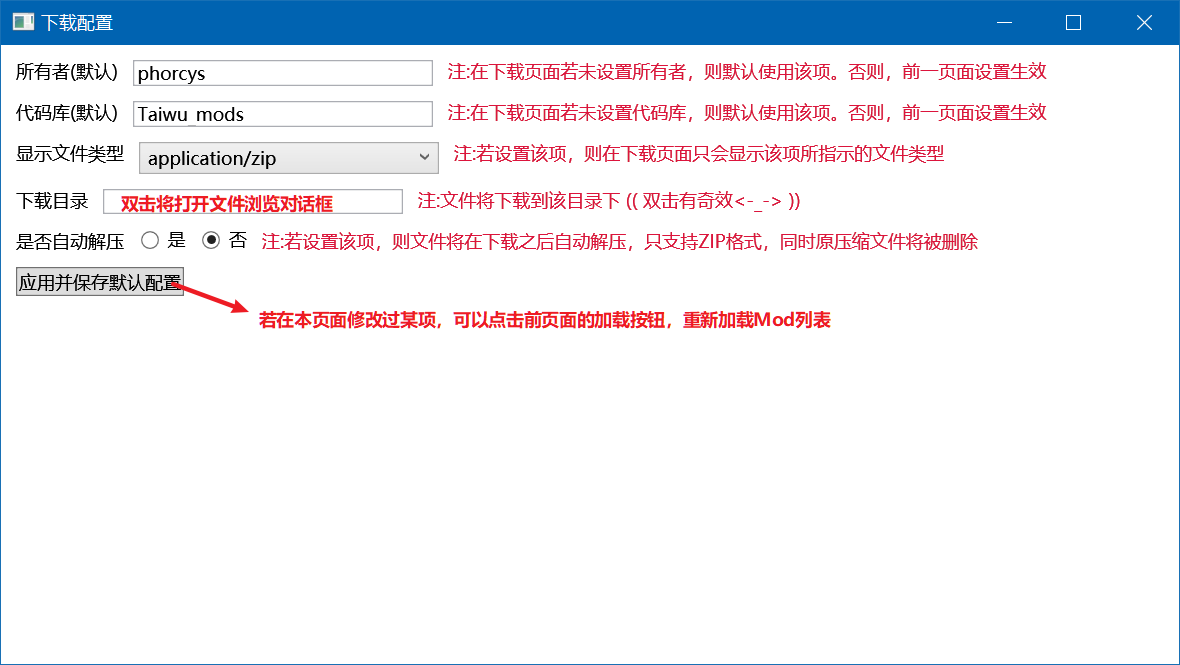 下载配置
所有者(默认) phorcys 注:在下载页面若未设置所有者，则默认使用该项。否则，前一页面设置生效
代码库(默认) Taiwu_mods 注:在下载页面若未设置代码库，则默认使用该项。否则，前一页面设置生效
显示文件类型 application/zip 注:若设置该项，则在下载页面只会显示该项所指示的文件类型
下载目录 双击将打开文件浏览对话框 注:文件将下载到该目录下 (( 双击有奇效<-_-> ))
是否自动解压 是 否 注:若设置该项，则文件将在下载之后自动解压，只支持ZIP格式，同时原压缩文件将被删除
应用并保存默认配置
若在本页面修改过某项，可以点击前页面的加载按钮，重新加载Mod列表